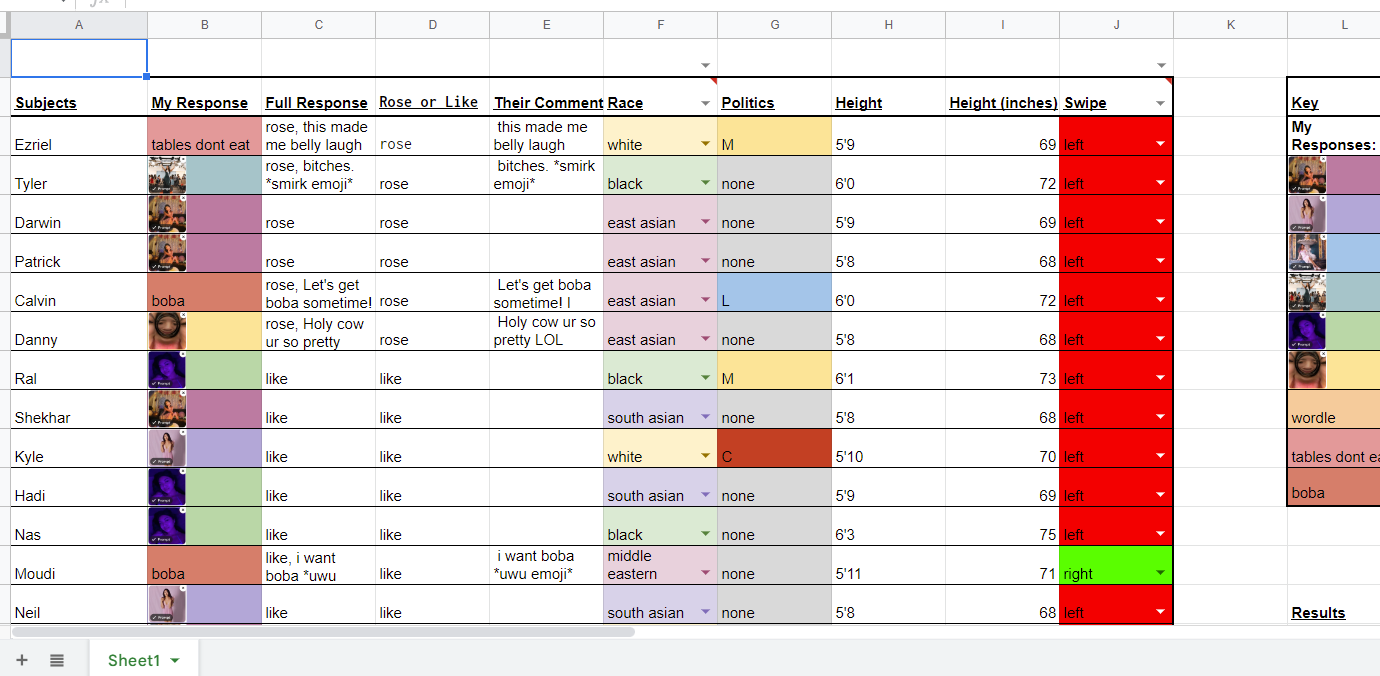 A B C D E F G H I J K L
Subjects My Response Full Response Rose or Like Their Comment Race Politics Height Height (inches) Swipe Key
Ezriel tables dont eat rose, this made me belly laugh rose this made me belly laugh white M 5'9 69 left My Responses:
Tyler rose, bitches. *smirk emoji* rose bitches. *smirk emoji* black none 6'0 72 left
Darwin rose rose east asian none 5'9 69 left
Patrick rose rose east asian none 5'8 68 left
Calvin boba rose, Let's get boba sometime! rose Let's get boba sometime! I east asian L 6'0 72 left
Danny rose, Holy cow ur so pretty rose Holy cow ur so pretty LOL east asian none 5'8 68 left
Ral like like black M 6'1 73 left
Shekhar like like south asian none 5'8 68 left wordle
Kyle like like white C 5'10 70 left tables dont ea
Hadi like like south asian none 5'9 69 left boba
Nas like like black none 6'3 75 left
Moudi boba like, i want boba *uwu like i want boba *uwu emoji* middle eastern none 5'11 71 right
Neil like like south asian none 5'8 68 left Results
Sheet1